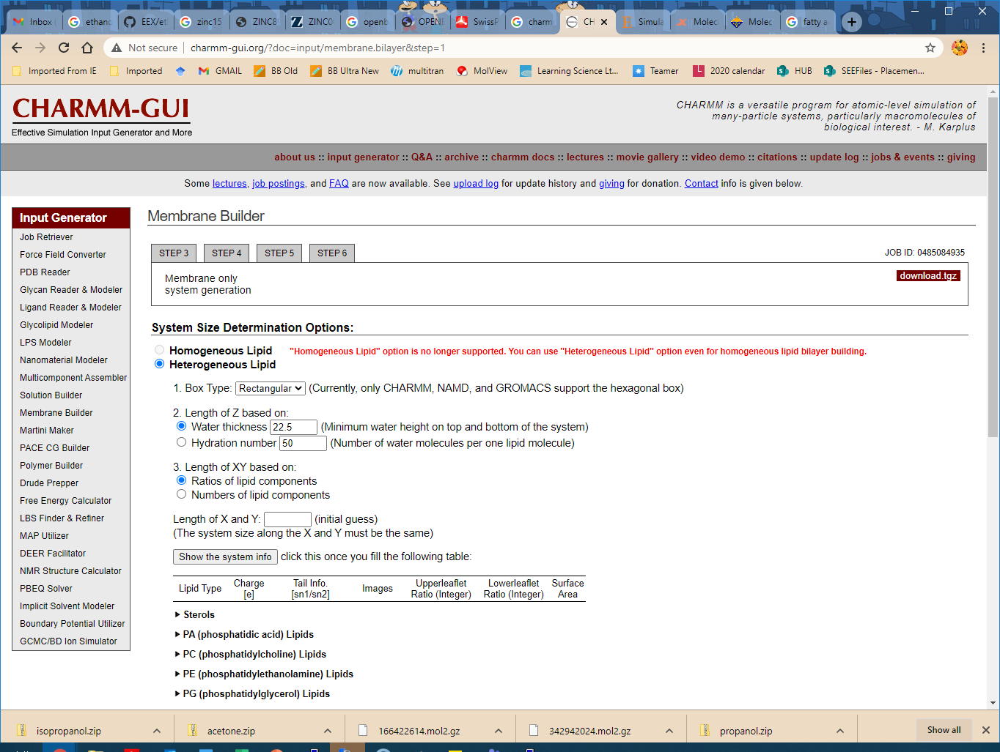 Inbox
ethanc
EEX/et
zinc15
ZINC8
ZINC0
openb
OPENB
SwissP
charm
CH
Simula
Molec
Molec
fatty a
Not secure
charmm-gui.org/?doc=input/membrane.bilayer&step=1
Imported From IE
Imported
GMAIL
BB Old
BB Ultra New
multitran
MolView
Learning Science Lt...
Teamer
2020 calendar
HUB
SEEFiles - Placemen...
CHARMM-GUI
Effective Simulation Input Generator and More
CHARMM is a versatile program for atomic-level simulation of
many-particle systems, particularly macromolecules of
biological interest. - M. Karplus
about us :: input generator :: Q&A :: archive :: charmm docs :: lectures :: movie gallery :: video demo :: citations :: update log :: jobs & events :: giving
Some lectures, job postings, and FAQ are now available. See upload log for update history and giving for donation. Contact info is given below.
Input Generator
Job Retriever
Force Field Converter
PDB Reader
Glycan Reader & Modeler
Ligand Reader & Modeler
Glycolipid Modeler
LPS Modeler
Nanomaterial Modeler
Multicomponent Assembler
Solution Builder
Membrane Builder
Martini Maker
PACE CG Builder
Polymer Builder
Drude Prepper
Free Energy Calculator
LBS Finder & Refiner
MAP Utilizer
DEER Facilitator
NMR Structure Calculator
PBEQ Solver
Implicit Solvent Modeler
Boundary Potential Utilizer
GCMC/BD Ion Simulator
Membrane Builder
STEP 3
STEP 4
STEP 5
STEP 6
JOB ID: 0485084935
Membrane only
system generation
download.tgz
System Size Determination Options:
Homogeneous Lipid "Homogeneous Lipid" option is no longer supported. You can use "Heterogeneous Lipid" option even for homogeneous lipid bilayer building.
Heterogeneous Lipid
1. Box Type: Rectangular (Currently, only CHARMM, NAMD, and GROMACS support the hexagonal box)
2. Length of Z based on:
Water thickness 22.5 (Minimum water height on top and bottom of the system)
Hydration number 50 (Number of water molecules per one lipid molecule)
3. Length of XY based on:
Ratios of lipid components
Numbers of lipid components
Length of X and Y: (initial guess)
(The system size along the X and Y must be the same)
Show the system info click this once you fill the following table:
Lipid Type
Charge
[e]
Tail Info.
[sn1/sn2]
Images
Upperleaflet
Ratio (Integer)
Lowerleaflet
Ratio (Integer)
Surface
Area
Sterols
PA (phosphatidic acid) Lipids
PC (phosphatidylcholine) Lipids
PE (phosphatidylethanolamine) Lipids
PG (phosphatidylglycerol) Lipids
isopropanol.zip
acetone.zip
166422614.mol2.gz
342942024.mol2.gz
propanol.zip
Show all